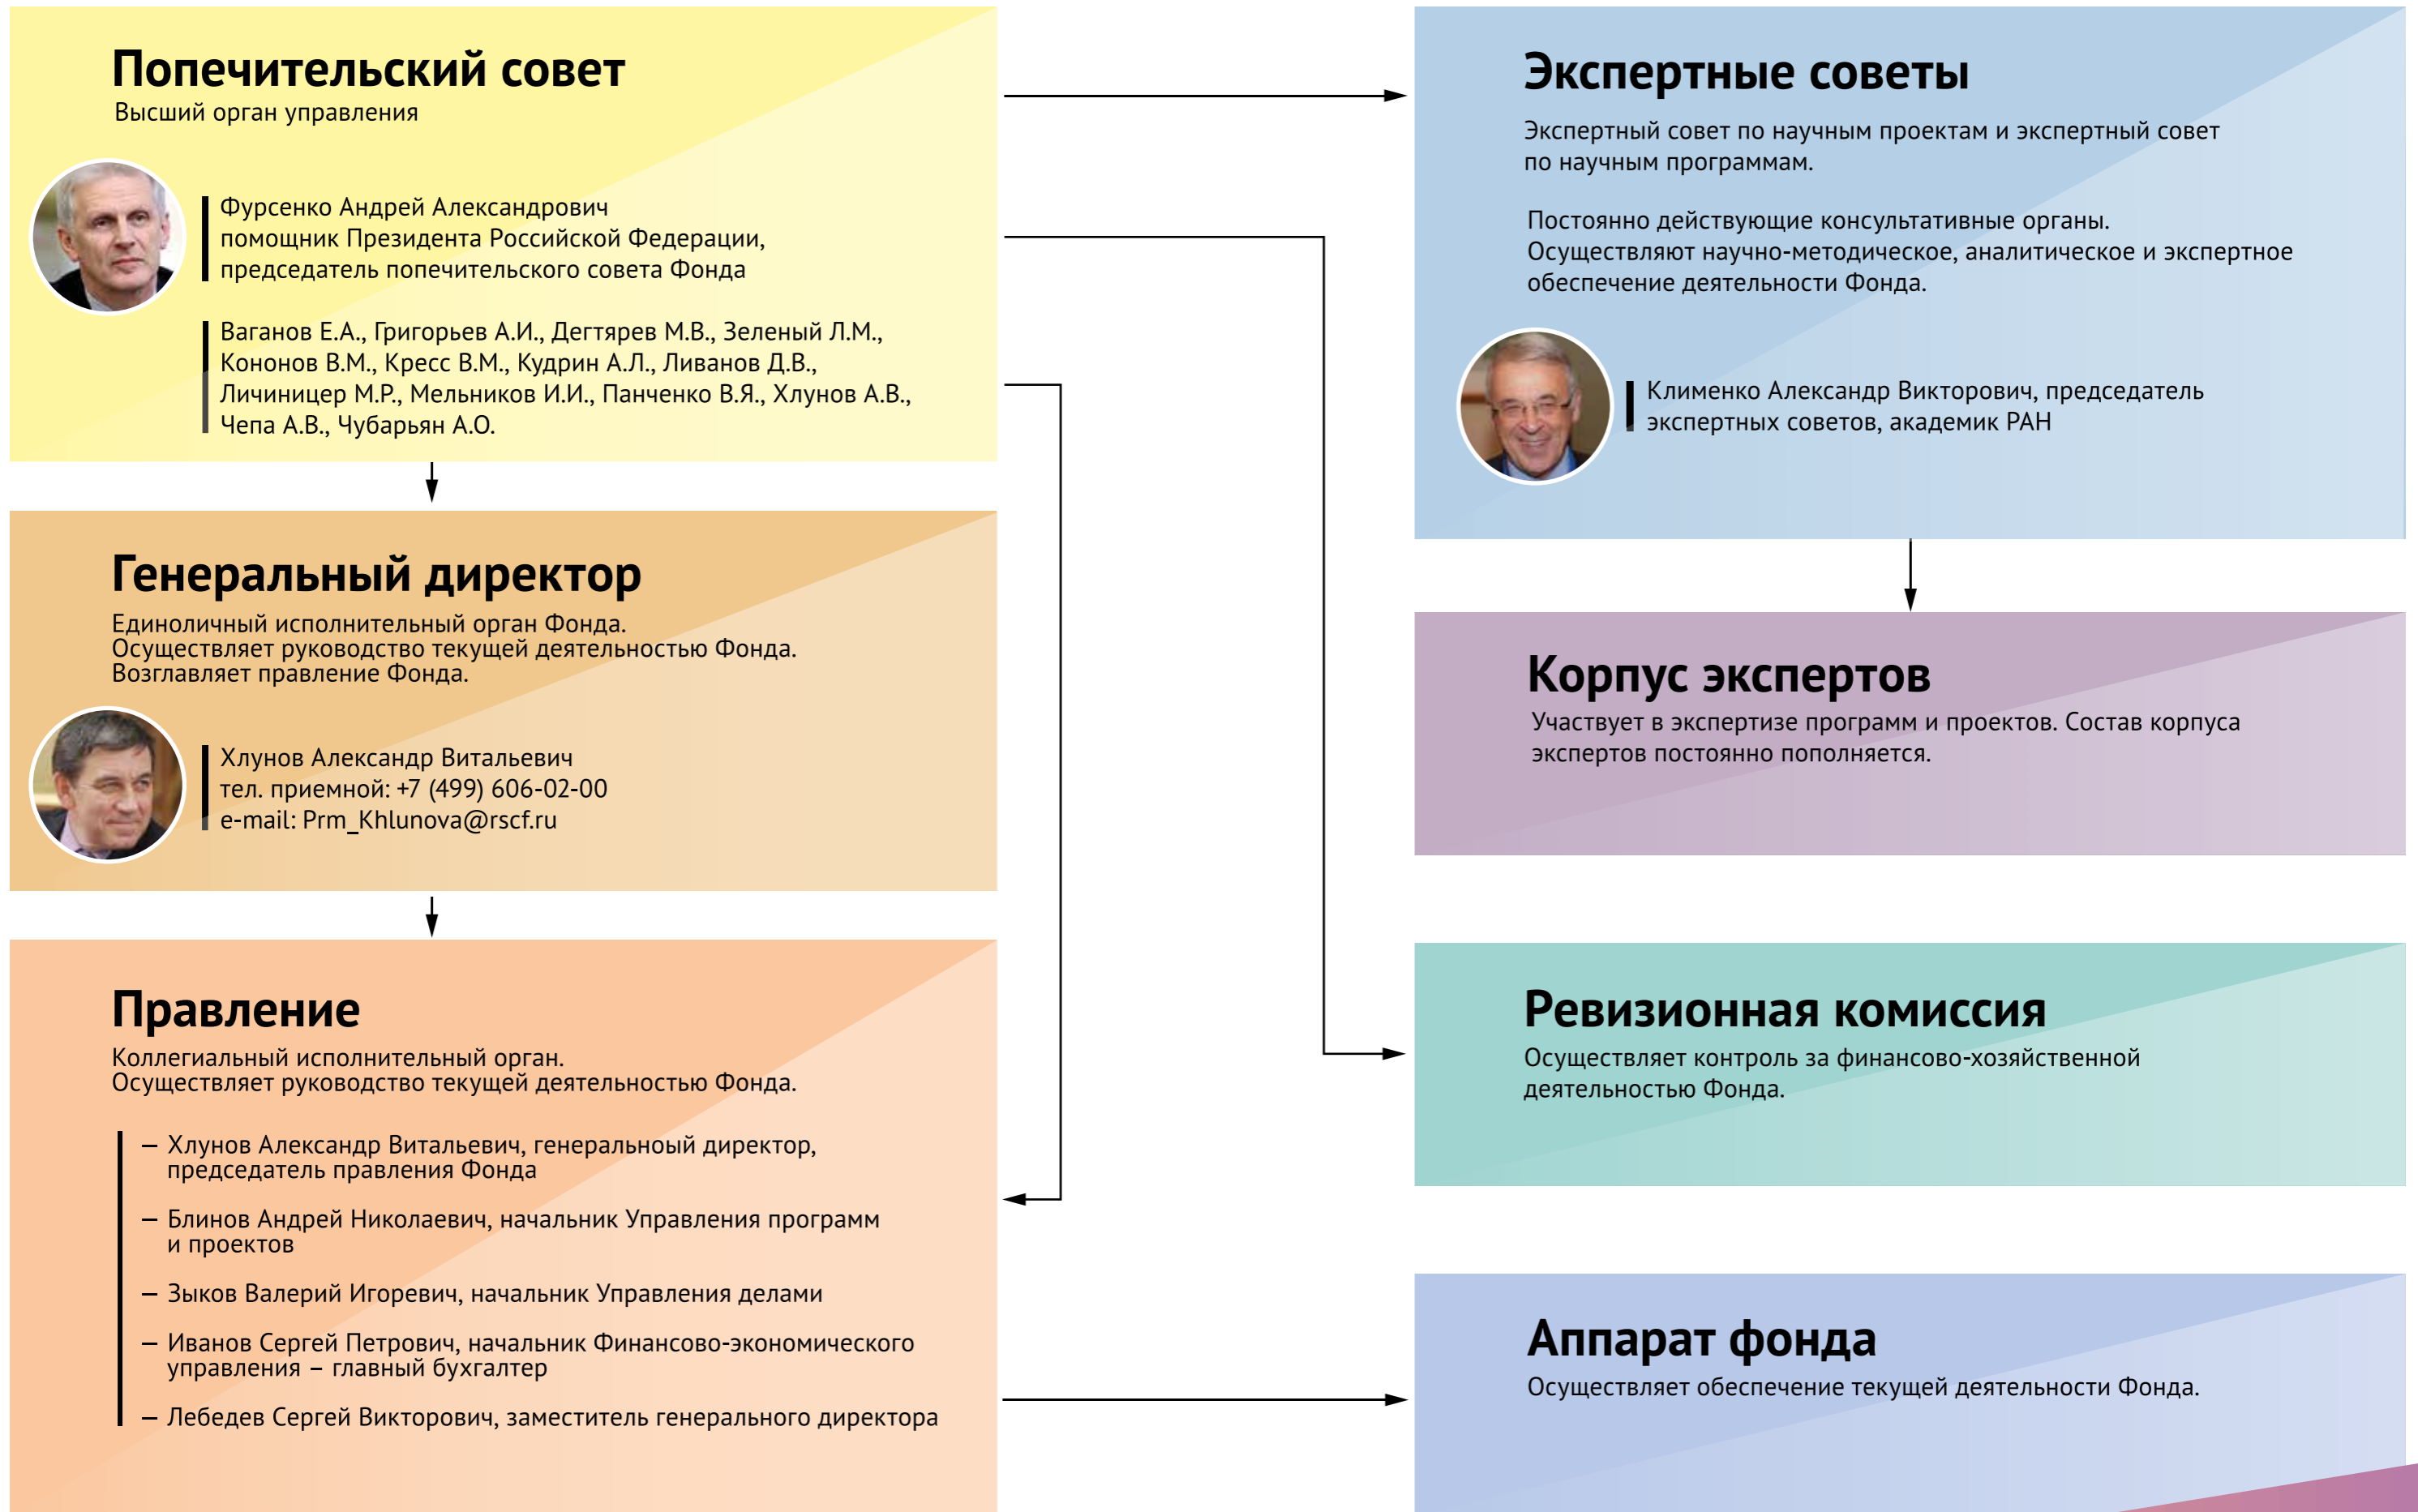 Попечительский совет
Высший орган управления
Фурсенко Андрей Александрович
помощник Президента Российской Федерации,
председатель попечительского совета Фонда
Ваганов Е.А., Григорьев А.И., Дегтярев М.В., Зеленый Л.М.,
Кононов В.М., Кресс В.М., Кудрин А.Л., Ливанов Д.В.,
Личиницер М.Р., Мельников И.И., Панченко В.Я., Хлунов А.В.,
Чепа А.В., Чубарьян А.О.
Генеральный директор
Единоличный исполнительный орган Фонда.
Осуществляет руководство текущей деятельностью Фонда.
Возглавляет правление Фонда.
Хлунов Александр Витальевич
тел. приемной: +7 (499) 606-02-00
e-mail: Prm_Khlunova@rscf.ru
Правление
Коллегиальный исполнительный орган.
Осуществляет руководство текущей деятельностью Фонда.
– Хлунов Александр Витальевич, генеральноый директор,
председатель правления Фонда
– Блинов Андрей Николаевич, начальник Управления программ
и проектов
– Зыков Валерий Игоревич, начальник Управления делами
– Иванов Сергей Петрович, начальник Финансово-экономического
управления – главный бухгалтер
– Лебедев Сергей Викторович, заместитель генерального директора
Экспертные советы
Экспертный совет по научным проектам и экспертный совет
по научным программам.
Постоянно действующие консультативные органы.
Осуществляют научно-методическое, аналитическое и экспертное
обеспечение деятельности Фонда.
Клименко Александр Викторович, председатель
экспертных советов, академик РАН
Корпус экспертов
Участвует в экспертизе программ и проектов. Состав корпуса
экспертов постоянно пополняется.
Ревизионная комиссия
Осуществляет контроль за финансово-хозяйственной
деятельностью Фонда.
Аппарат фонда
Осуществляет обеспечение текущей деятельности Фонда.